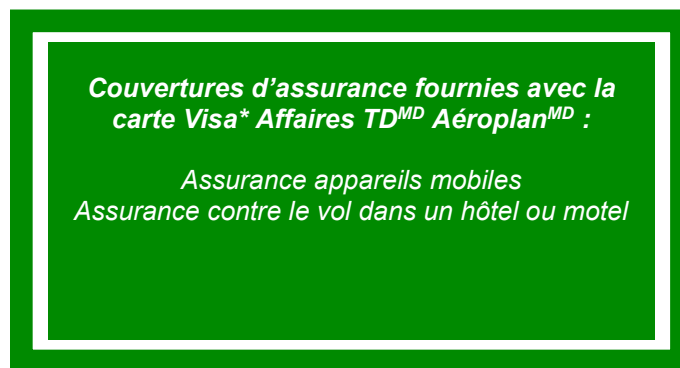 Couvertures d’assurance fournies avec la
carte Visa* Affaires TDMD AéroplanMD :
Assurance appareils mobiles
Assurance contre le vol dans un hôtel ou motel